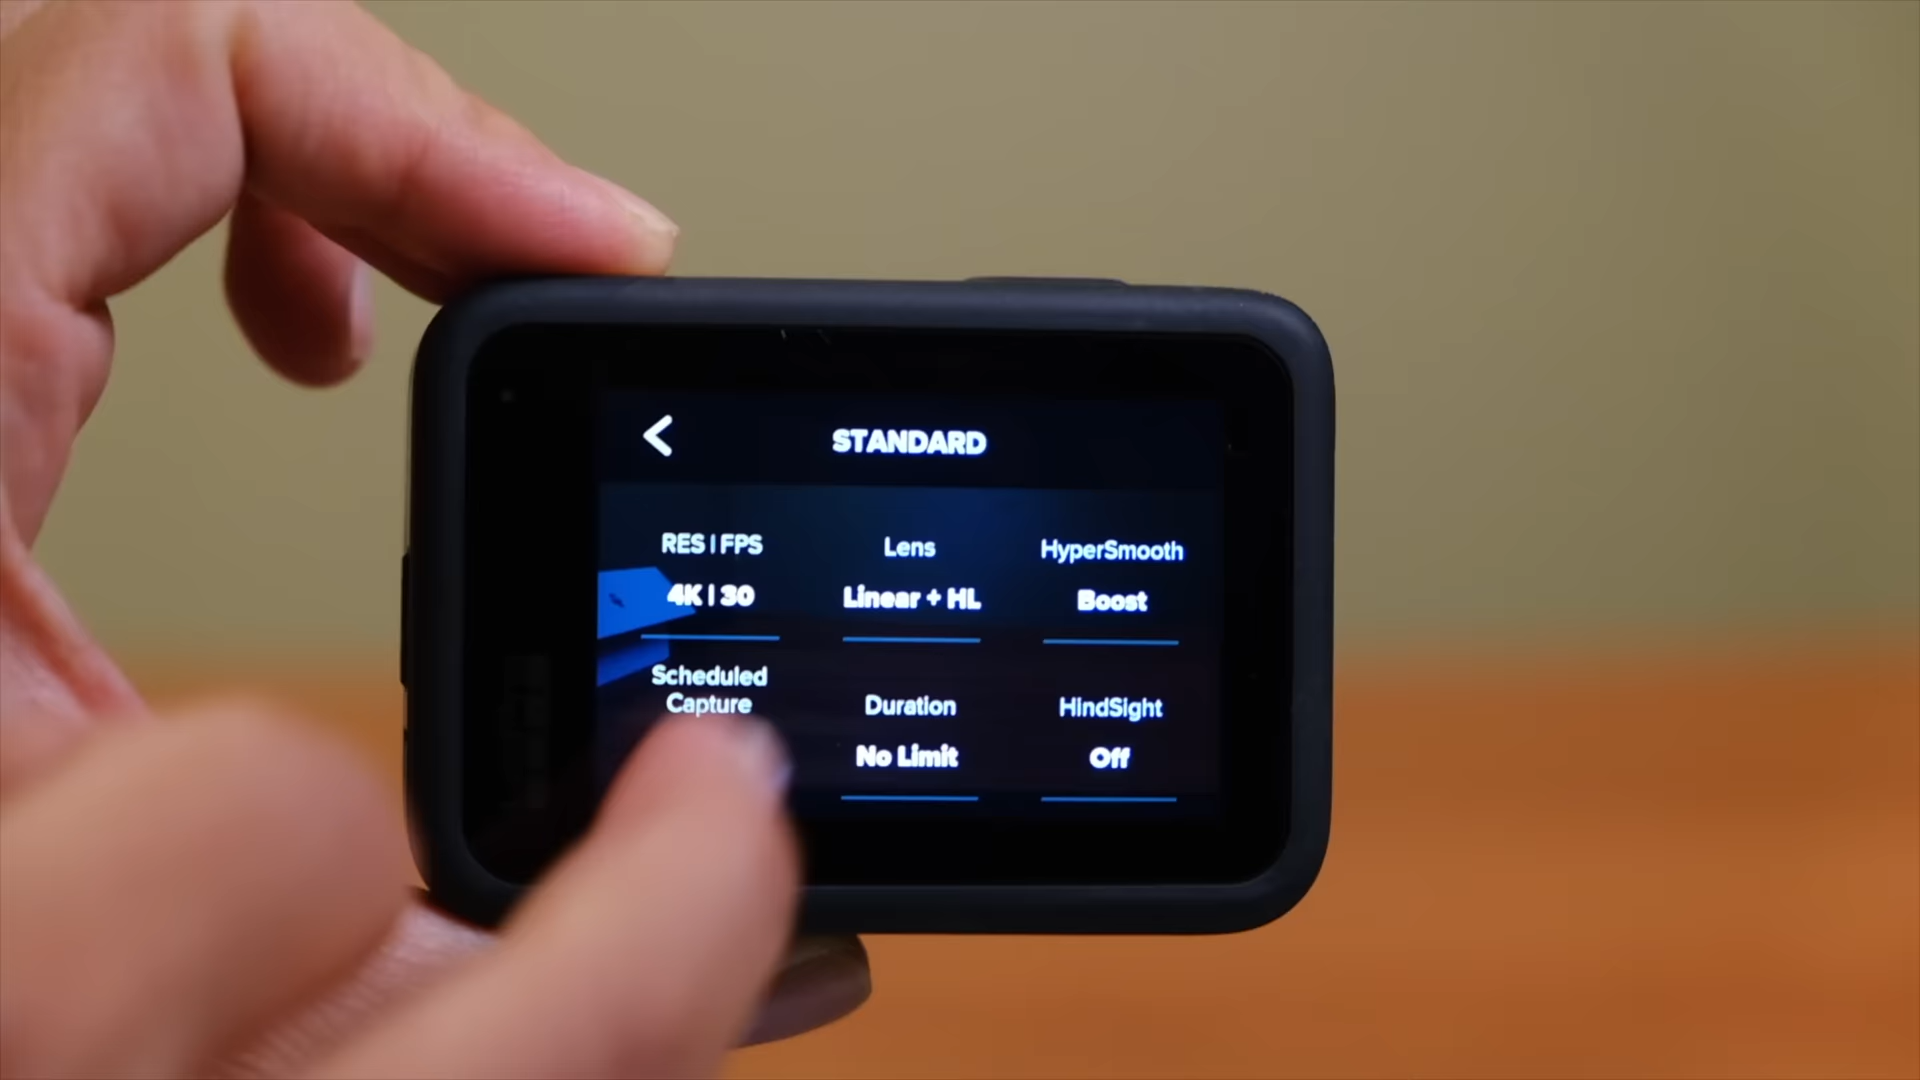 STANDARD
RES | FPS
Lens
HyperSmooth
4K | 30
Linear + HL
Boost
Scheduled
Capture
Duration
HindSight
No Limit
Off